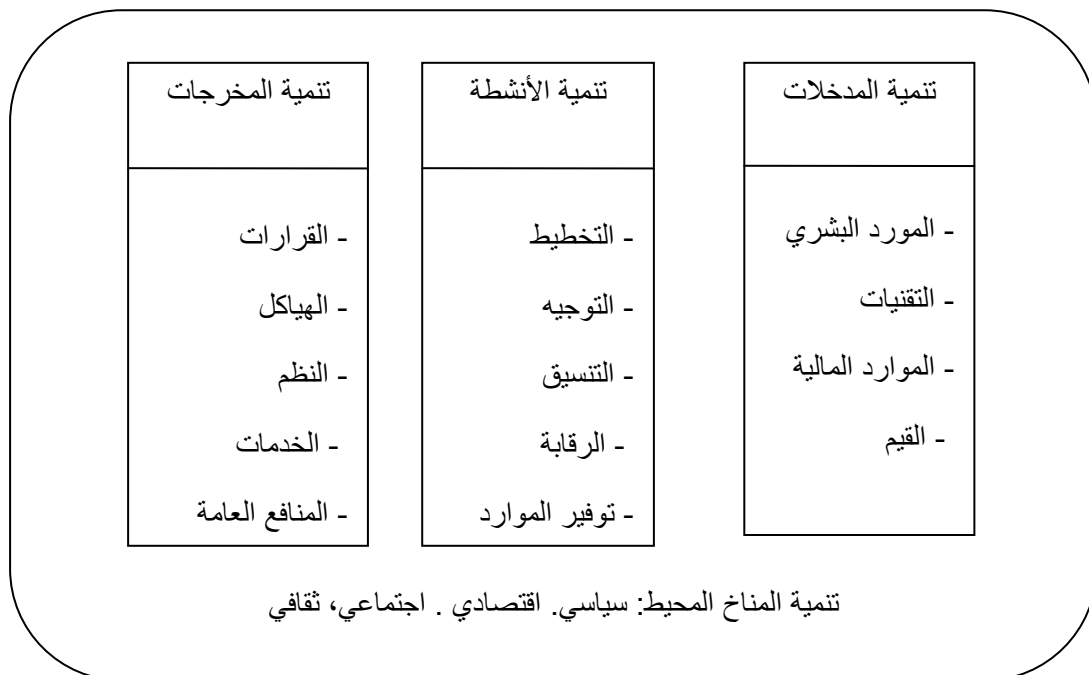 تنمية المدخلات
- المورد البشري
- التقنيات
- الموارد المالية
- القيم
تنمية الأنشطة
- التخطيط
- التوجيه
- التنسيق
- الرقابة
- توفير الموارد
تنمية المخرجات
- القرارات
- الهياكل
- النظم
- الخدمات
- المنافع العامة
تنمية المناخ المحيط: سياسي. اقتصادي . اجتماعي، ثقافي